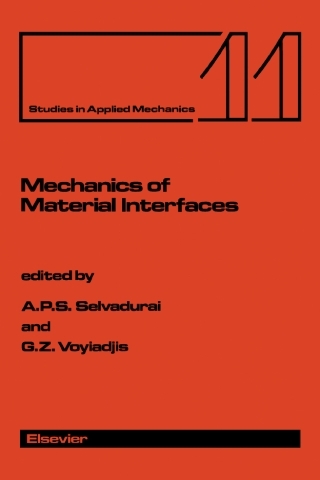 11
Studies in Applied Mechanics
Mechanics of
Material Interfaces
edited by
A.P.S. Selvadurai
and
G.Z. Voyiadjis
Elsevier